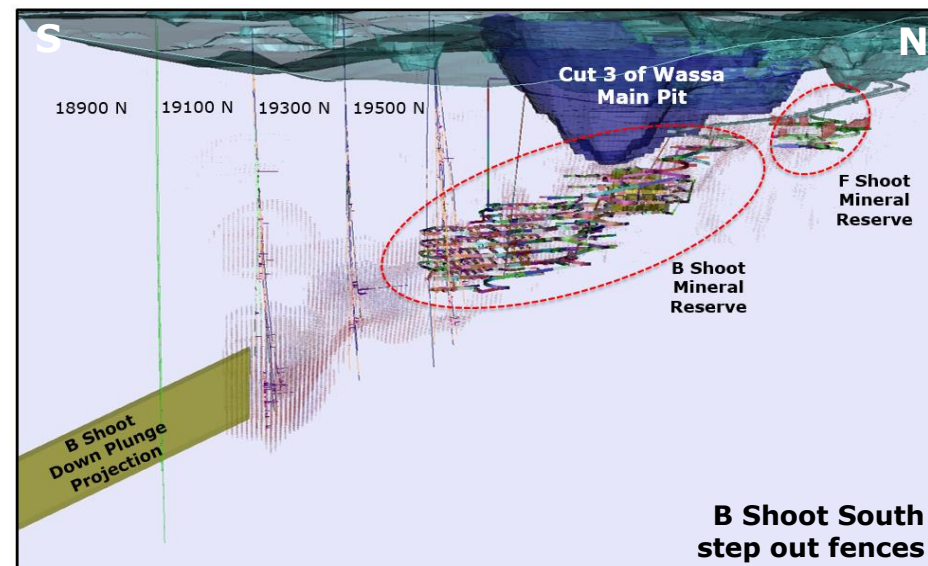 S
N
Cut 3 of Wassa
Main Pit
18900 N
19100 N
19300 N
19500 N
F Shoot
Mineral
Reserve
B Shoot
Mineral
Reserve
B Shoot
Down Plunge
Projection
B Shoot South
step out fences